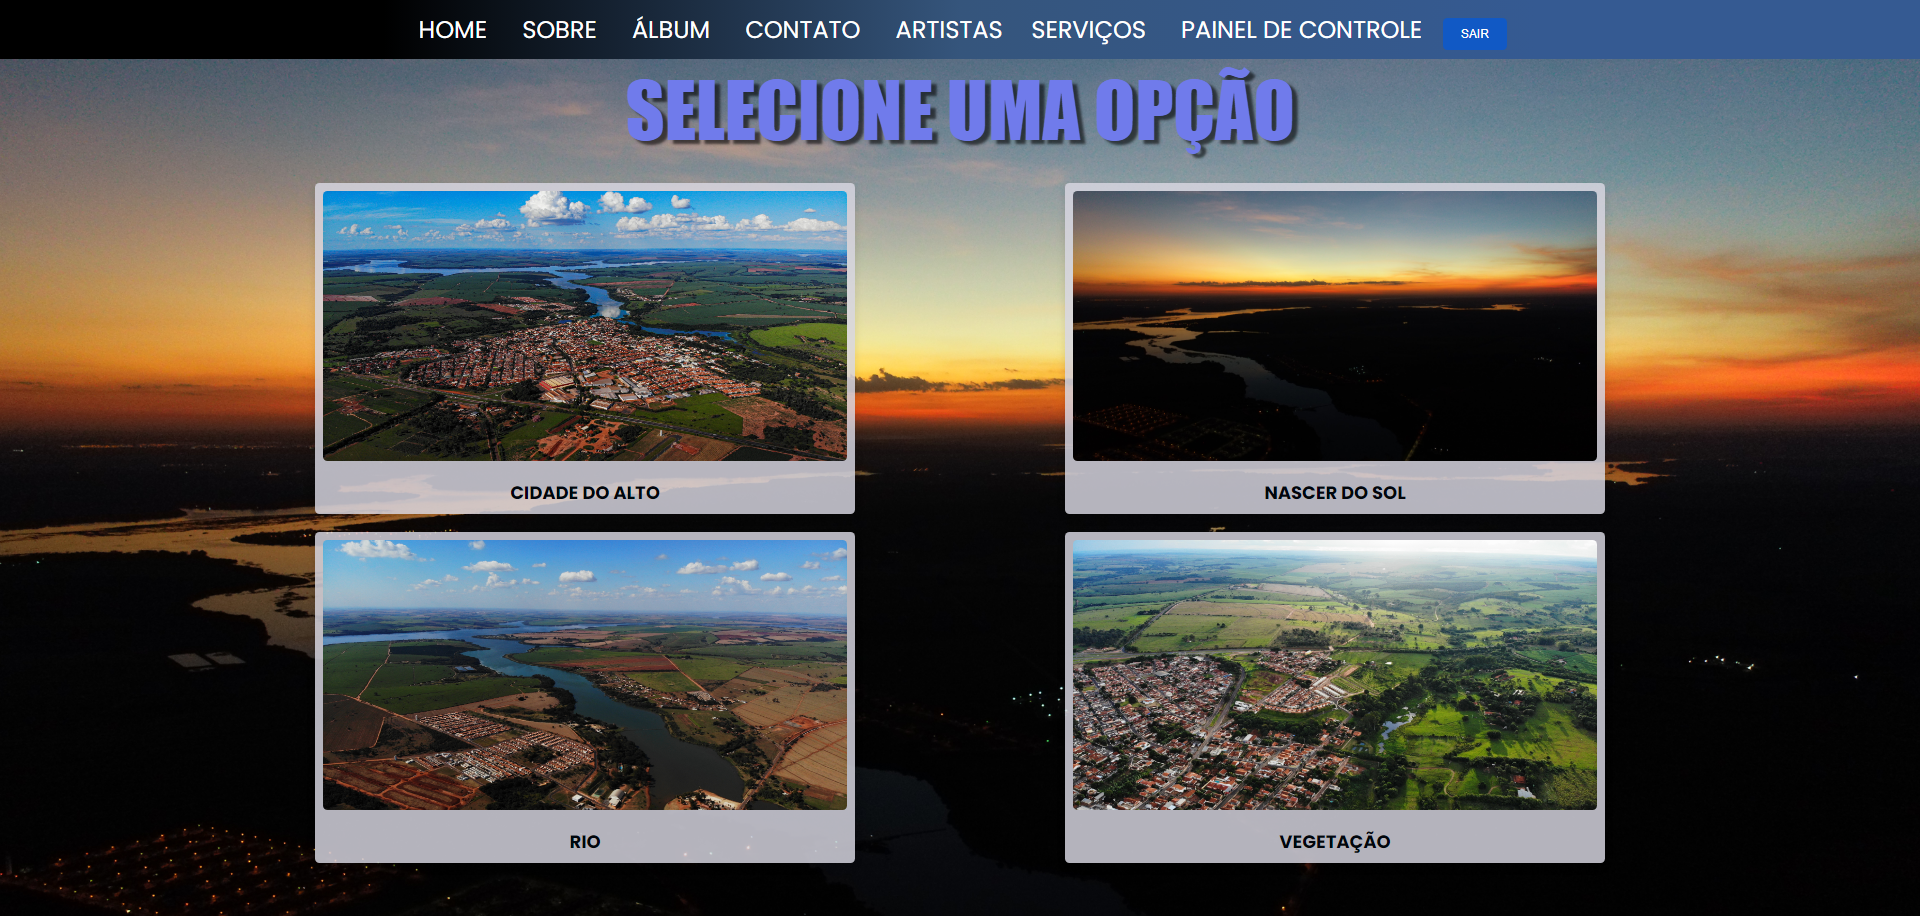 HOME SOBRE ÁLBUM CONTATO ARTISTAS SERVIÇOS PAINEL DE CONTROLE SAIR
SELECIONE UMA OPÇÃO
CIDADE DO ALTO
NASCER DO SOL
RIO
VEGETAÇÃO